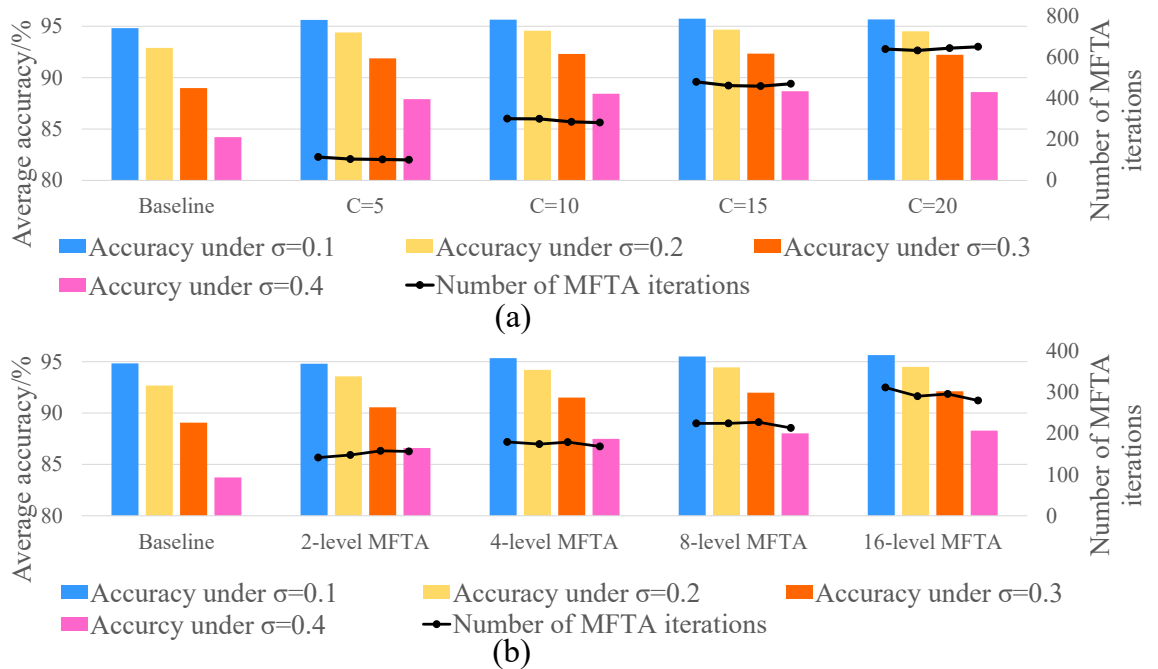 (a)
Average accuracy/%
95
90
85
80
800
600
400
200
0
Number of MFTA
iterations
Baseline C=5 C=10 C=15 C=20
Accuracy under σ=0.1 Accuracy under σ=0.2 Accuracy under σ=0.3
Accurcy under σ=0.4 Number of MFTA iterions
(a)
Average accuracy/%
95
90
85
80
400
300
200
100
0
Number of MFTA
iterations
Baseline 2-level MFTA 4-level MFTA 8-level MFTA 16-level MFTA
Accuracy under σ=0.1 Accuracy under σ=0.2 Accuracy under σ=0.3
Accurcy under σ=0.4 Number of MFTA iterions
(b)